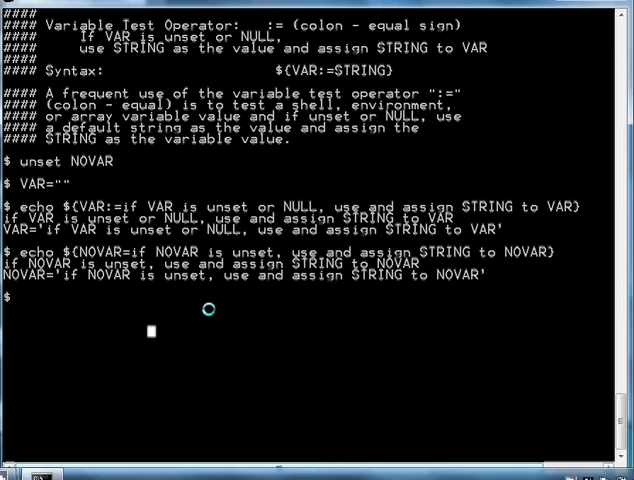 ####
#### Variable Test Operator:   := (colon - equal sign)
####     If VAR is unset or NULL,
####     use STRING as the value and assign STRING to VAR
####
#### Syntax:                    ${VAR:=STRING}
#### A frequent use of the variable test operator ":="
#### (colon - equal) is to test a shell, environment,
#### or array variable value and if unset or NULL, use
#### a default string as the value and assign the
#### STRING as the variable value.
$ unset NOVAR
$ VAR=""
$ echo ${VAR:=if VAR is unset or NULL, use and assign STRING to VAR}
if VAR is unset or NULL, use and assign STRING to VAR
VAR='if VAR is unset or NULL, use and assign STRING to VAR'
$ echo ${NOVAR=if NOVAR is unset, use and assign STRING to NOVAR}
if NOVAR is unset, use and assign STRING to NOVAR
NOVAR='if NOVAR is unset, use and assign STRING to NOVAR'
$